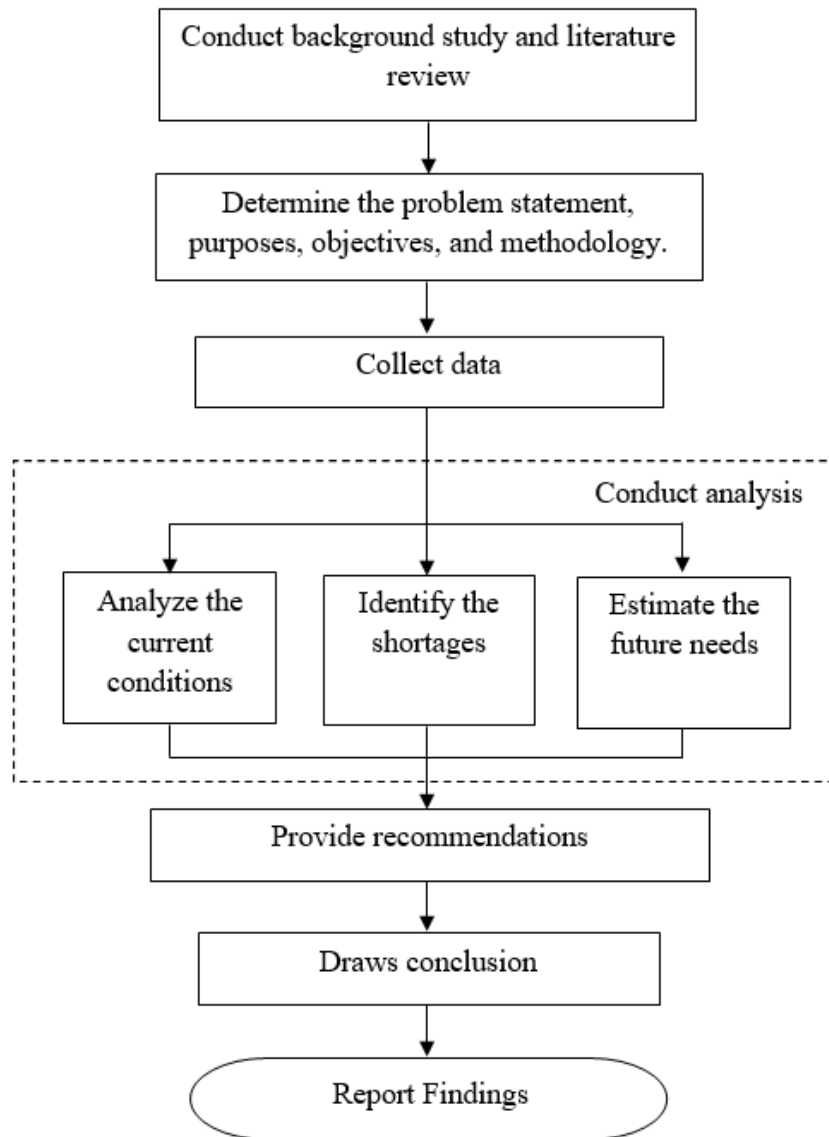 Conduct background study and literature
review
Determine the problem statement,
purposes, objectives, and methodology.
Collect data
Conduct analysis
Analyze the
current
conditions
Identify the
shortages
Estimate the
future needs
Provide recommendations
Draws conclusion
Report Findings